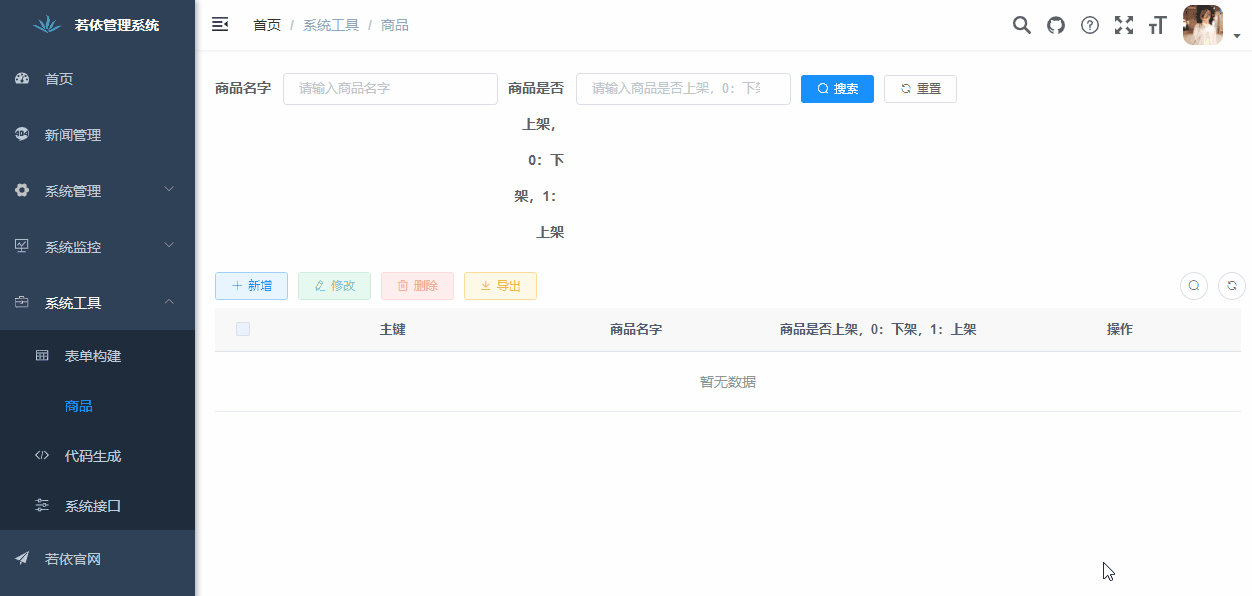 若依管理系统
首页 / 系统工具 / 商品
首页
新闻管理
系统管理
系统监控
系统工具
表单构建
商品
代码生成
系统接口
若依官网
商品名字 请输入商品名字 商品是否 请输入商品是否上架，0：下 搜索 重置
上架，
0：下
架，1：
上架
新增 修改 删除 导出
主键 商品名字 商品是否上架，0：下架，1：上架 操作
暂无数据